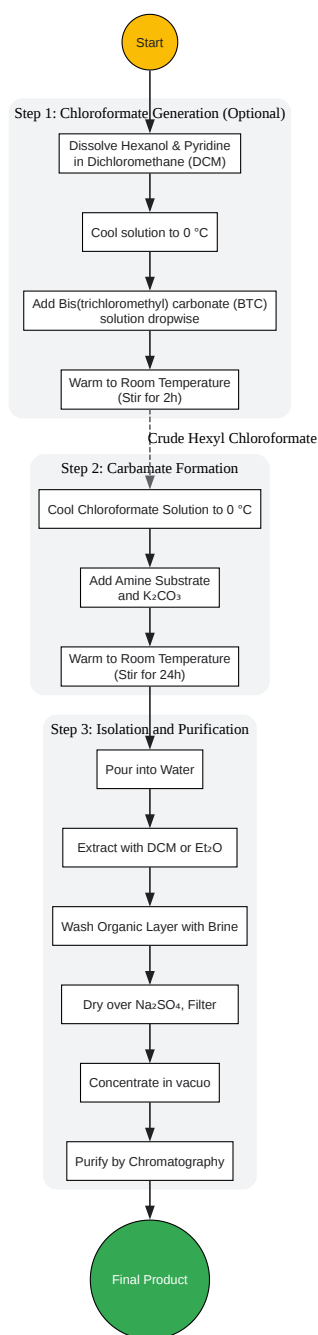 Start
Step 1: Chloroformate Generation (Optional)
Dissolve Hexanol & Pyridine
in Dichloromethane (DCM)
Cool solution to 0 °C
Add Bis(trichloromethyl) carbonate (BTC)
solution dropwise
Warm to Room Temperature
(Stir for 2h)
Crude Hexyl Chloroformate
Step 2: Carbamate Formation
Cool Chloroformate Solution to 0 °C
Add Amine Substrate
and K₂CO₃
Warm to Room Temperature
(Stir for 24h)
Step 3: Isolation and Purification
Pour into Water
Extract with DCM or Et₂O
Wash Organic Layer with Brine
Dry over Na₂SO₄, Filter
Concentrate in vacuo
Purify by Chromatography
Final Product